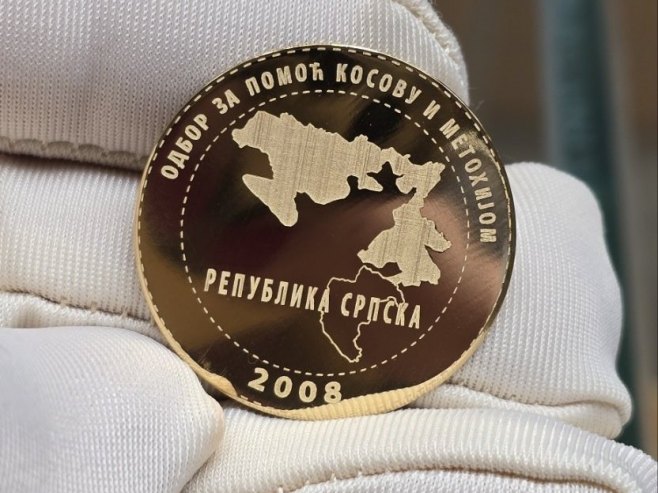 ОДБОР ЗА ПОМОЋ КОСОВУ И МЕТОХИЈОМ
РЕПУБЛИКА СРПСКА
2008